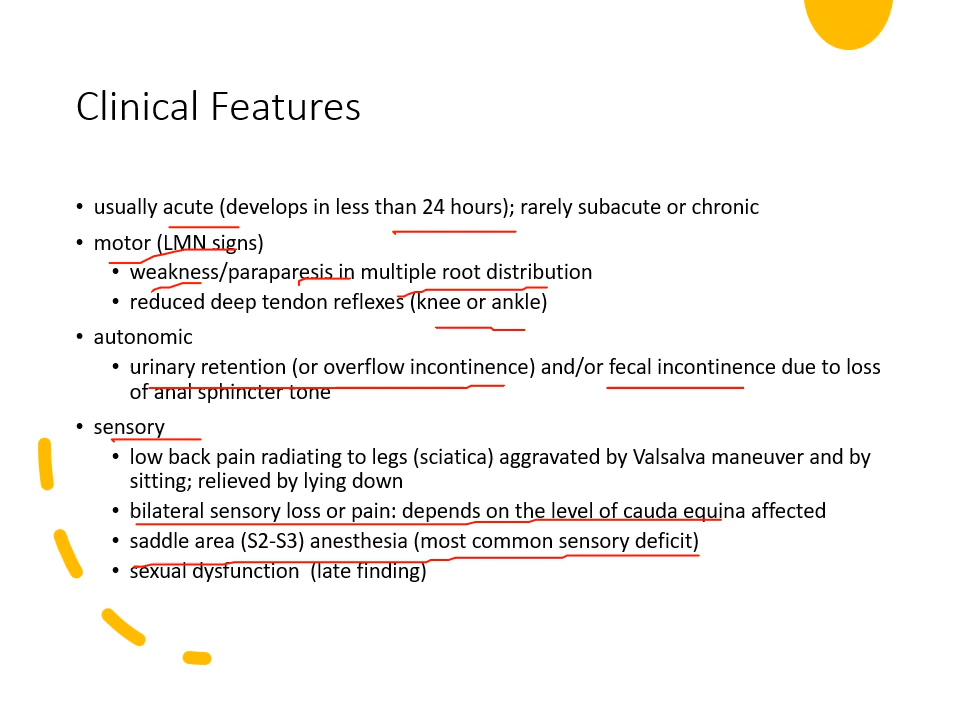 Clinical Features
• usually acute (develops in less than 24 hours); rarely subacute or chronic
• motor (LMN signs)
• weakness/paraparesis in multiple root distribution
• reduced deep tendon reflexes (knee or ankle)
• autonomic
• urinary retention (or overflow incontinence) and/or fecal incontinence due to loss
of anal sphincter tone
• sensory
• low back pain radiating to legs (sciatica) aggravated by Valsalva maneuver and by
sitting; relieved by lying down
• bilateral sensory loss or pain: depends on the level of cauda equina affected
• saddle area (S2-S3) anesthesia (most common sensory deficit)
• sexual dysfunction (late finding)